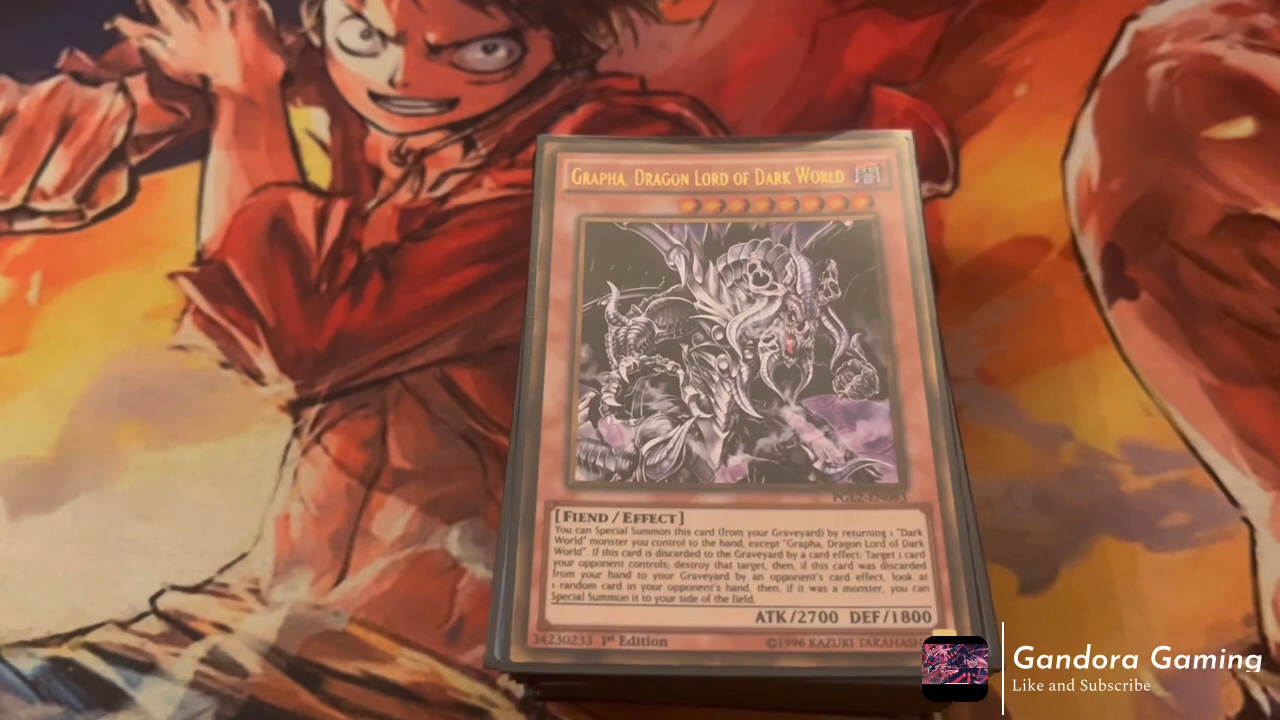 GRAPHA, DRAGON LORD OF DARK WORLD
闇
PGL2-EN083
[FIEND / EFFECT]
You can Special Summon this card (from your Graveyard) by returning 1 "Dark
World" monster you control to the hand, except "Grapha, Dragon Lord of Dark
World". If this card is discarded to the Graveyard by a card effect: Target 1 card
your opponent controls; destroy that target, then, if this card was discarded
from your hand to your Graveyard by an opponent's card effect, look at
1 random card in your opponent's hand, then, if it was a monster, you can
Special Summon it to your side of the field.
ATK/2700 DEF/1800
34230233 1st Edition ©1996 KAZUKI TAKAHASHI
Gandora Gaming
Like and Subscribe